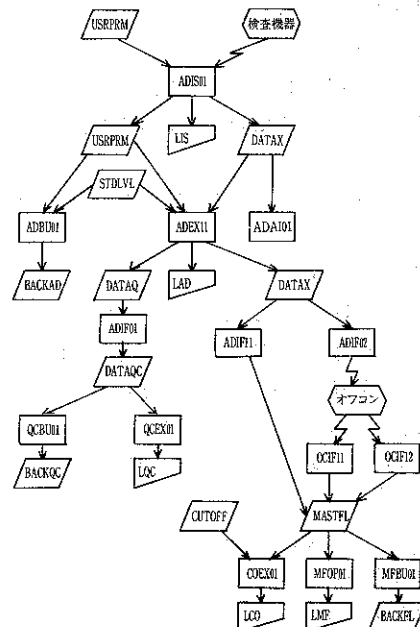 USRPRM
検査機器
ADIS01
USRPRM
LIS
DATAX
STDLVL
ADBU01
ADEX11
ADAI01
BACKAD
DATAQ
LAD
DATAX
ADIF01
ADIF11
ADIF02
DATAQC
オフコン
QCBU01
QCEX01
OCIF11
OCIF12
BACKQC
LQC
CUTOFF
MASTFL
COEX01
MFOP01
MFBU01
LCO
LMF
BACKFL